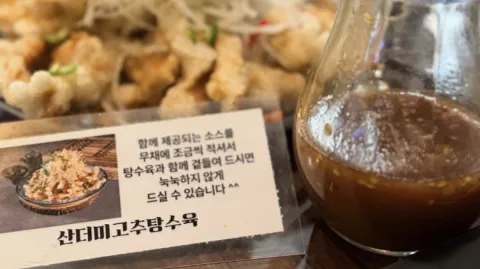 함께 제공되는 소스를
무채에 조금씩 적셔서
탕수육과 함께 곁들여 드시면
눅눅하지 않게
드실 수 있습니다 ^^
산더미고추탕수육